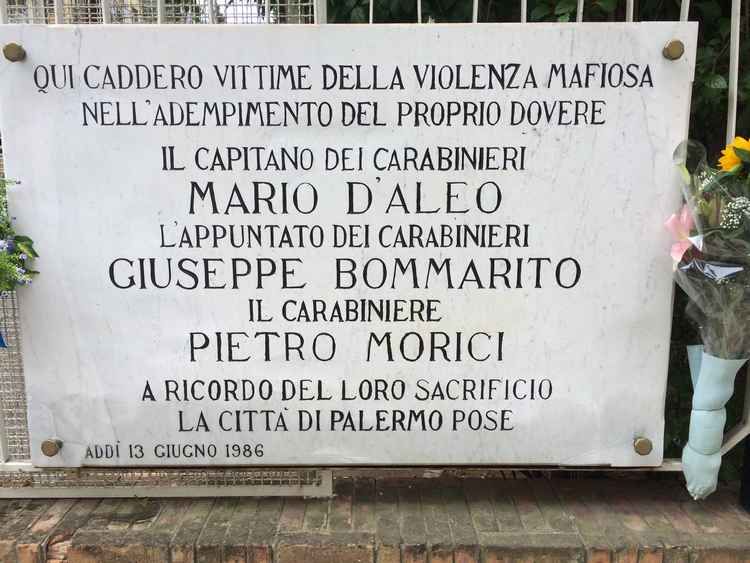 QUI CADDERO VITTIME DELLA VIOLENZA MAFIOSA
NELL'ADEMPIMENTO DEL PROPRIO DOVERE
IL CAPITANO DEI CARABINIERI
MARIO D'ALEO
L'APPUNTATO DEI CARABINIERI
GIUSEPPE BOMMARITO
IL CARABINIERE
PIETRO MORICI
A RICORDO DEL LORO SACRIFICIO
LA CITTÀ DI PALERMO POSE
ADDÌ 13 GIUGNO 1986